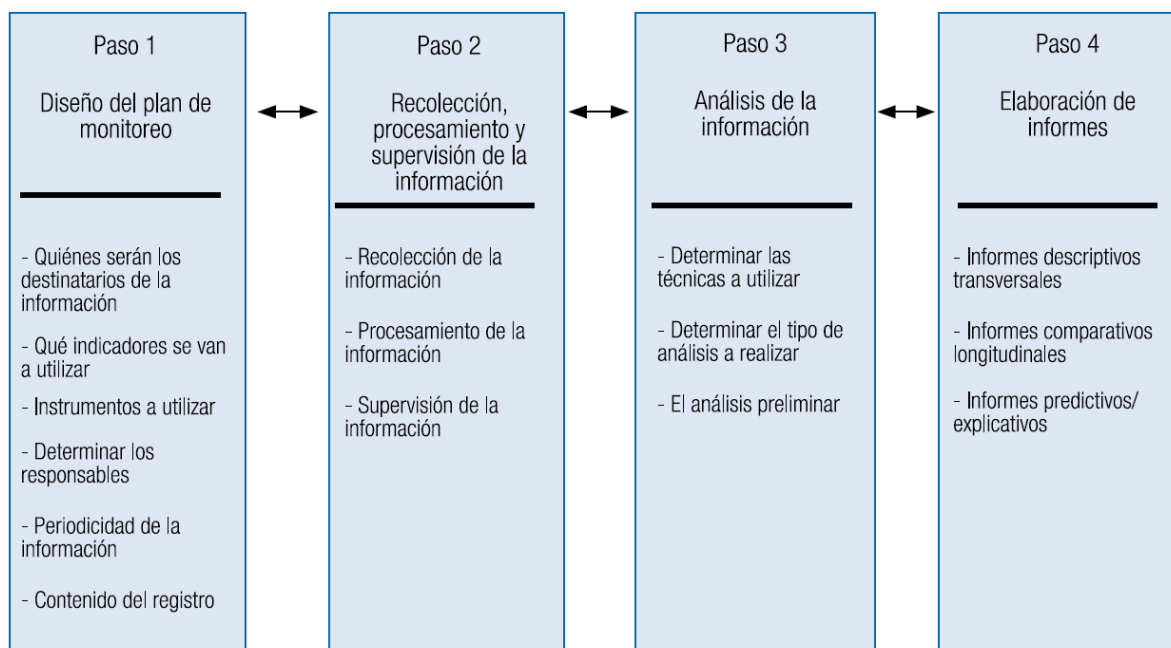 Paso 1
Diseño del plan de
monitoreo
- Quiénes serán los
destinatarios de la
información
- Qué indicadores se van
a utilizar
- Instrumentos a utilizar
- Determinar los
responsables
- Periodicidad de la
información
- Contenido del registro
Paso 2
Recolección,
procesamiento y
supervisión de la
información
- Recolección de la
información
- Procesamiento de la
información
- Supervisión de la
información
Paso 3
Análisis de la
información
- Determinar las
técnicas a utilizar
- Determinar el tipo de
análisis a realizar
- El análisis preliminar
Paso 4
Elaboración de
informes
- Informes descriptivos
transversales
- Informes comparativos
longitudinales
- Informes predictivos/
explicativos